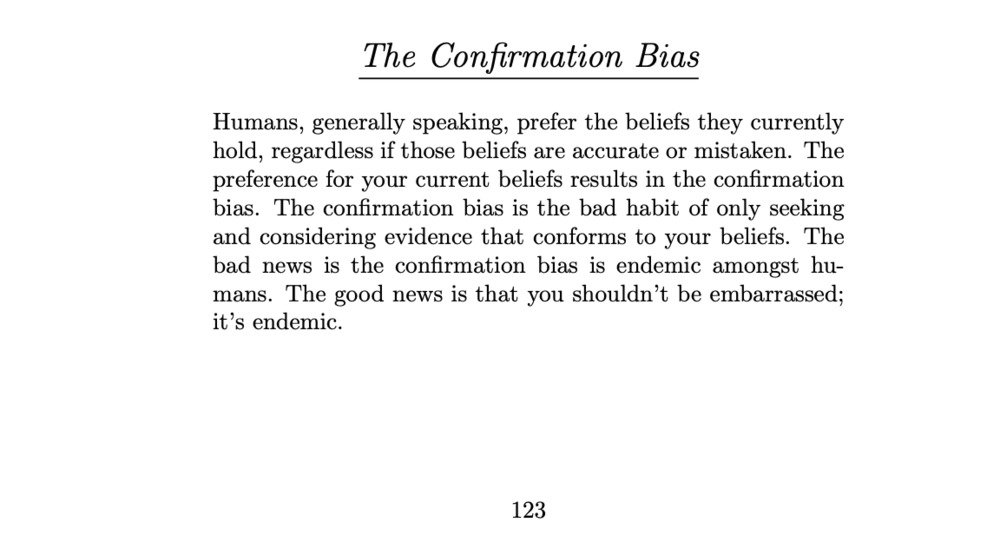 The Confirmation Bias
Humans, generally speaking, prefer the beliefs they currently
hold, regardless if those beliefs are accurate or mistaken. The
preference for your current beliefs results in the confirmation
bias. The confirmation bias is the bad habit of only seeking
and considering evidence that conforms to your beliefs. The
bad news is the confirmation bias is endemic amongst hu-
mans. The good news is that you shouldn't be embarrassed;
it's endemic.
123